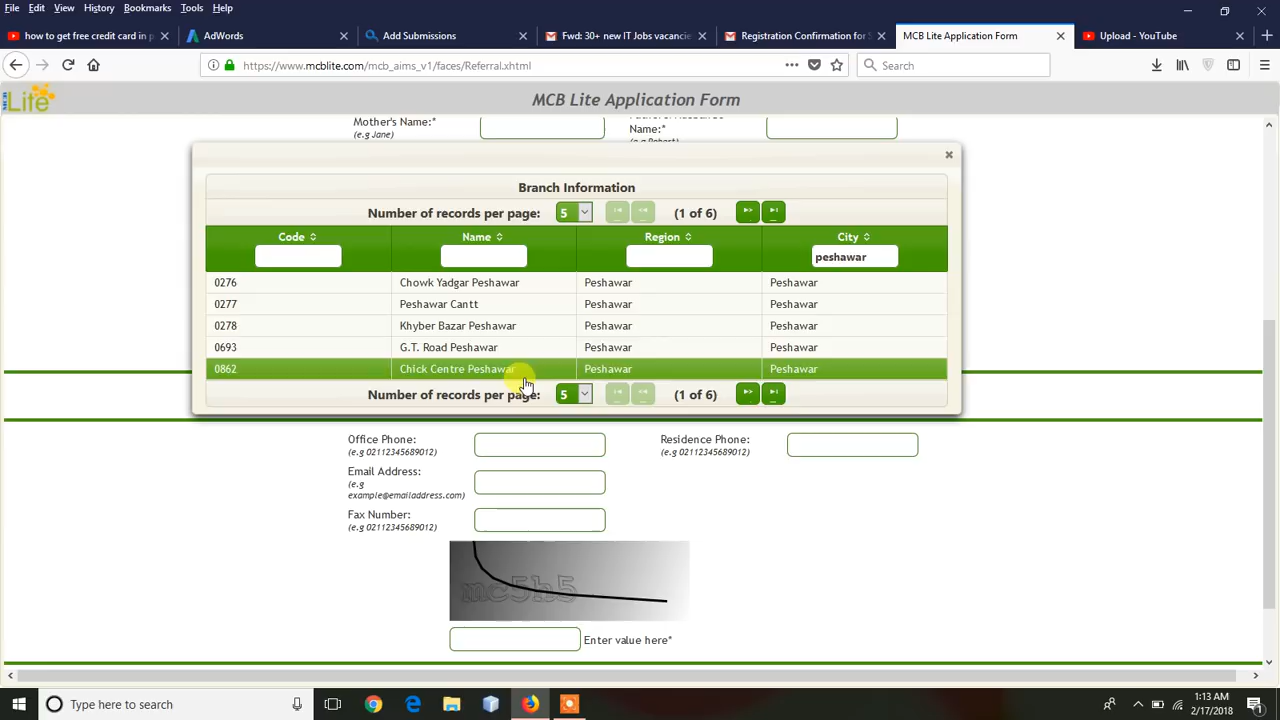 File Edit View History Bookmarks Tools Help
how to get free credit card in p
AdWords
Add Submissions
Fwd: 30+ new IT Jobs vacancie
Registration Confirmation for S
MCB Lite Application Form
Upload - YouTube
https://www.mcblite.com/mcb_aims_v1/faces/Referral.xhtml
Search
MCB Lite
MCB Lite Application Form
Mother's Name:*
(e.g Jane)
Name:*
Branch Information
Number of records per page: 5 (1 of 6)
Code Name Region City
peshawar
0276 Chowk Yadgar Peshawar Peshawar Peshawar
0277 Peshawar Cantt Peshawar Peshawar
0278 Khyber Bazar Peshawar Peshawar Peshawar
0693 G.T. Road Peshawar Peshawar Peshawar
0862 Chick Centre Peshawar Peshawar Peshawar
Number of records per page: 5 (1 of 6)
Office Phone:
(e.g 02112345689012)
Residence Phone:
(e.g 02112345689012)
Email Address:
(e.g
example@emailaddress.com)
Fax Number:
(e.g 02112345689012)
mc5h5
Enter value here*
Type here to search
1:13 AM
2/17/2018